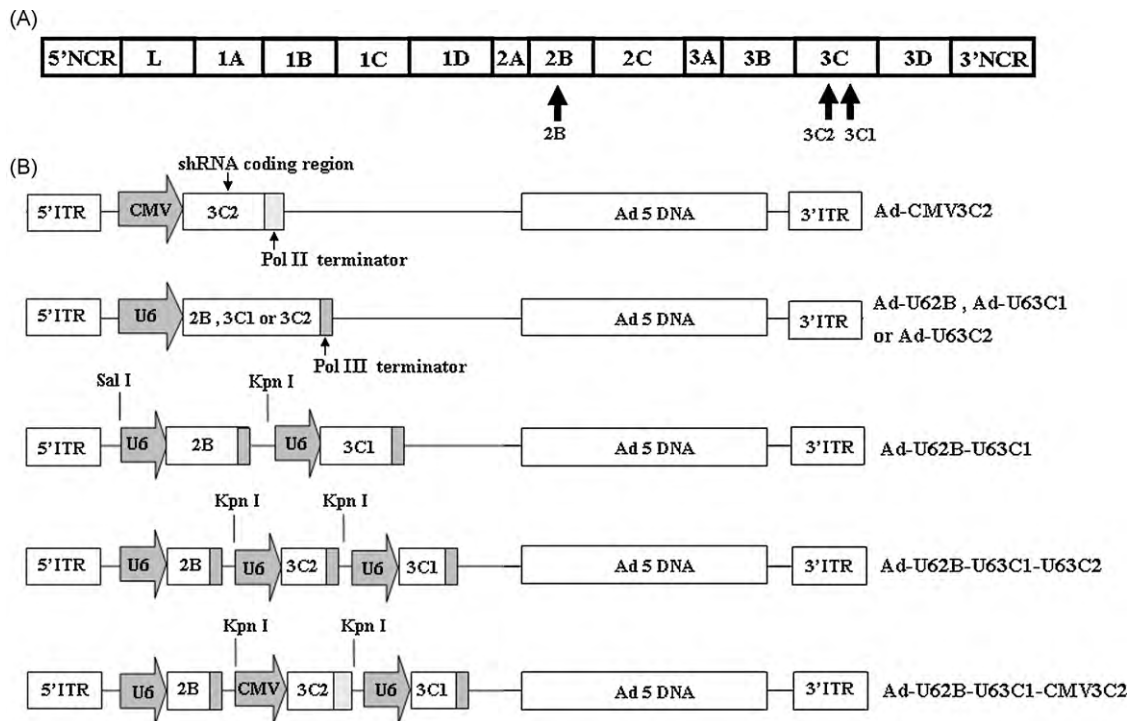 (A)
5'NCR L 1A 1B 1C 1D 2A 2B 2C 3A 3B 3C 3D 3'NCR
2B 3C2 3C1
(B)
shRNA coding region
5'ITR CMV 3C2 Ad 5 DNA 3'ITR Ad-CMV3C2
Pol II terminator
5'ITR U6 2B , 3C1 or 3C2 Ad 5 DNA 3'ITR Ad-U62B , Ad-U63C1
or Ad-U63C2
Pol III terminator
Sal I Kpn I
5'ITR U6 2B U6 3C1 Ad 5 DNA 3'ITR Ad-U62B-U63C1
Kpn I Kpn I
5'ITR U6 2B U6 3C2 U6 3C1 Ad 5 DNA 3'ITR Ad-U62B-U63C1-U63C2
Kpn I Kpn I
5'ITR U6 2B CMV 3C2 U6 3C1 Ad 5 DNA 3'ITR Ad-U62B-U63C1-CMV3C2